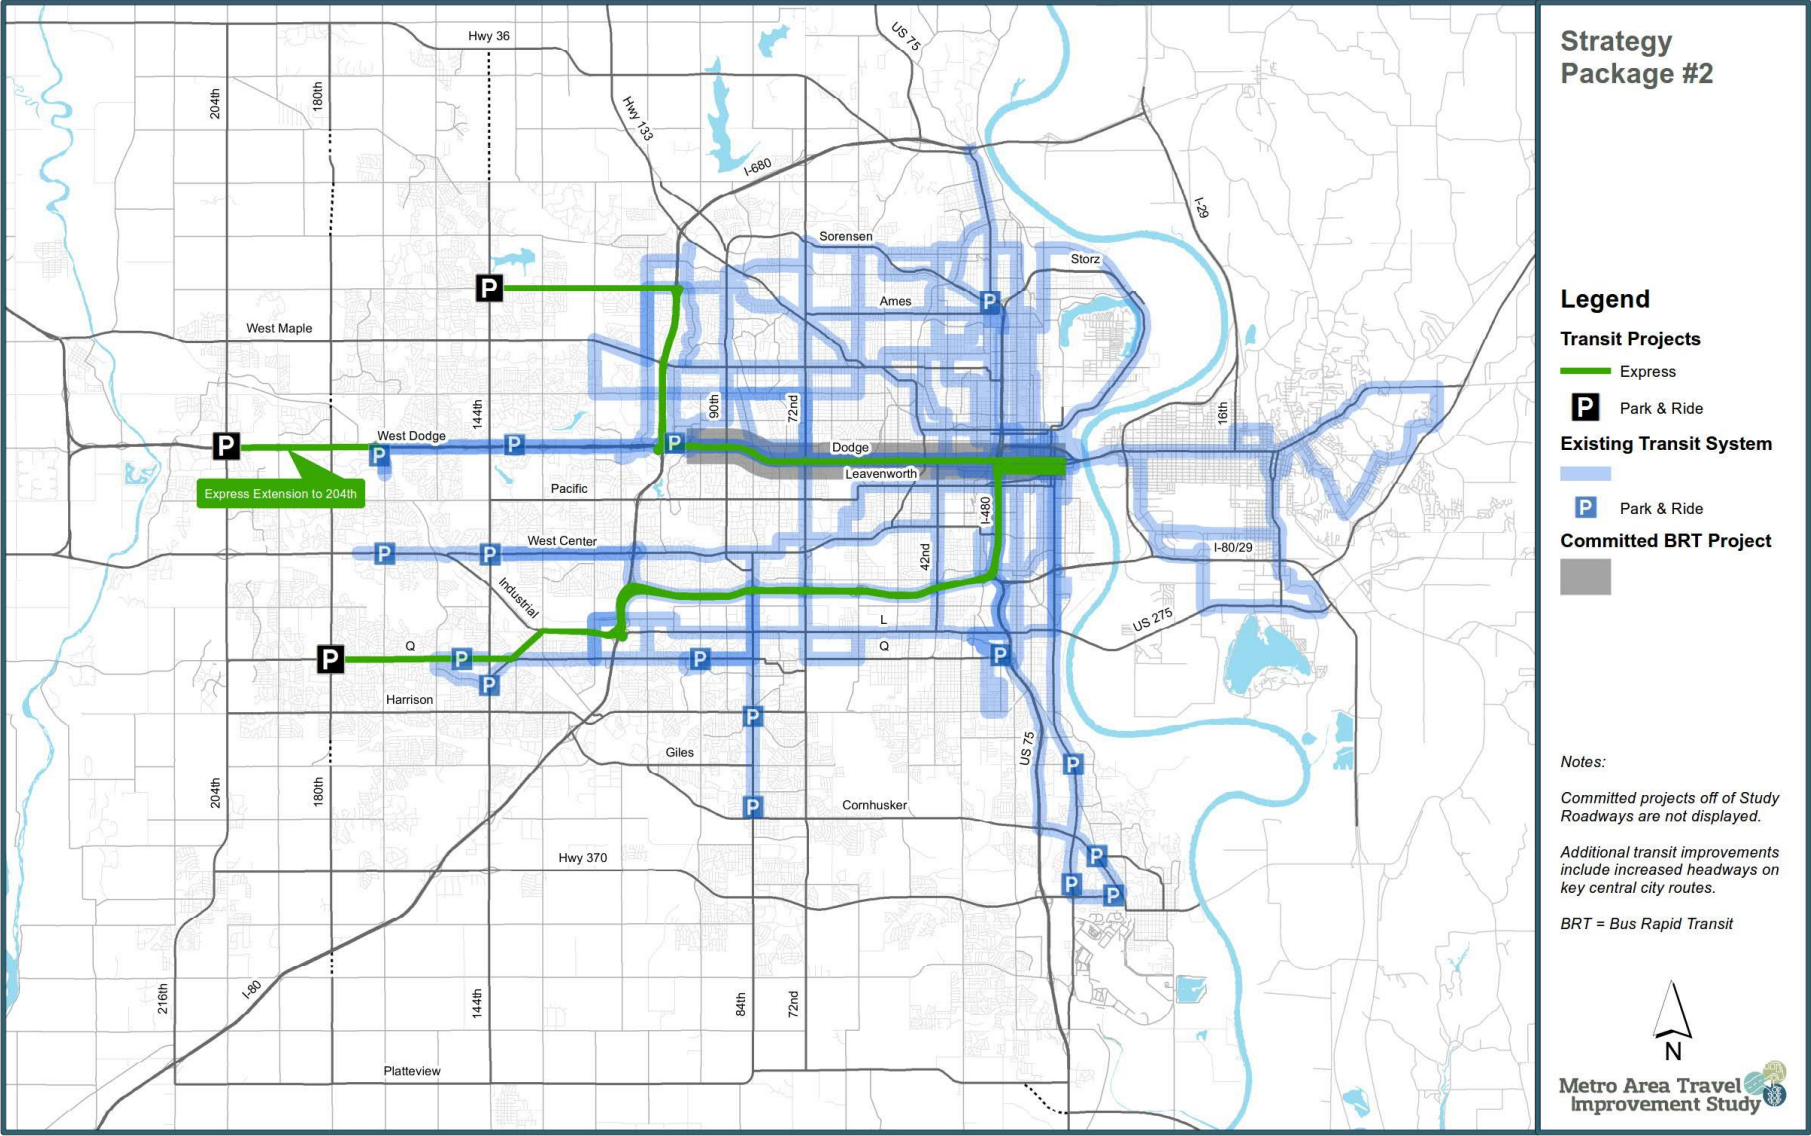 Strategy
Package #2
Hwy 36
US 75
204th
180th
Hwy 133
I-680
I-29
Sorensen
Storz
P
Ames
P
West Maple
144th
90th
72nd
16th
West Dodge
P
P
P
P
Dodge
Leavenworth
Express Extension to 204th
Pacific
I-480
West Center
P
P
42nd
I-80/29
Industrial
L
US 275
Q
Q
P
P
P
P
P
Harrison
P
Giles
US 75
P
204th
180th
Cornhusker
P
Hwy 370
P
P
P
216th
I-80
144th
84th
72nd
Platteview
Legend
Transit Projects
Express
P Park & Ride
Existing Transit System
P Park & Ride
Committed BRT Project
Notes:
Committed projects off of Study
Roadways are not displayed.
Additional transit improvements
include increased headways on
key central city routes.
BRT = Bus Rapid Transit
N
Metro Area Travel
Improvement Study